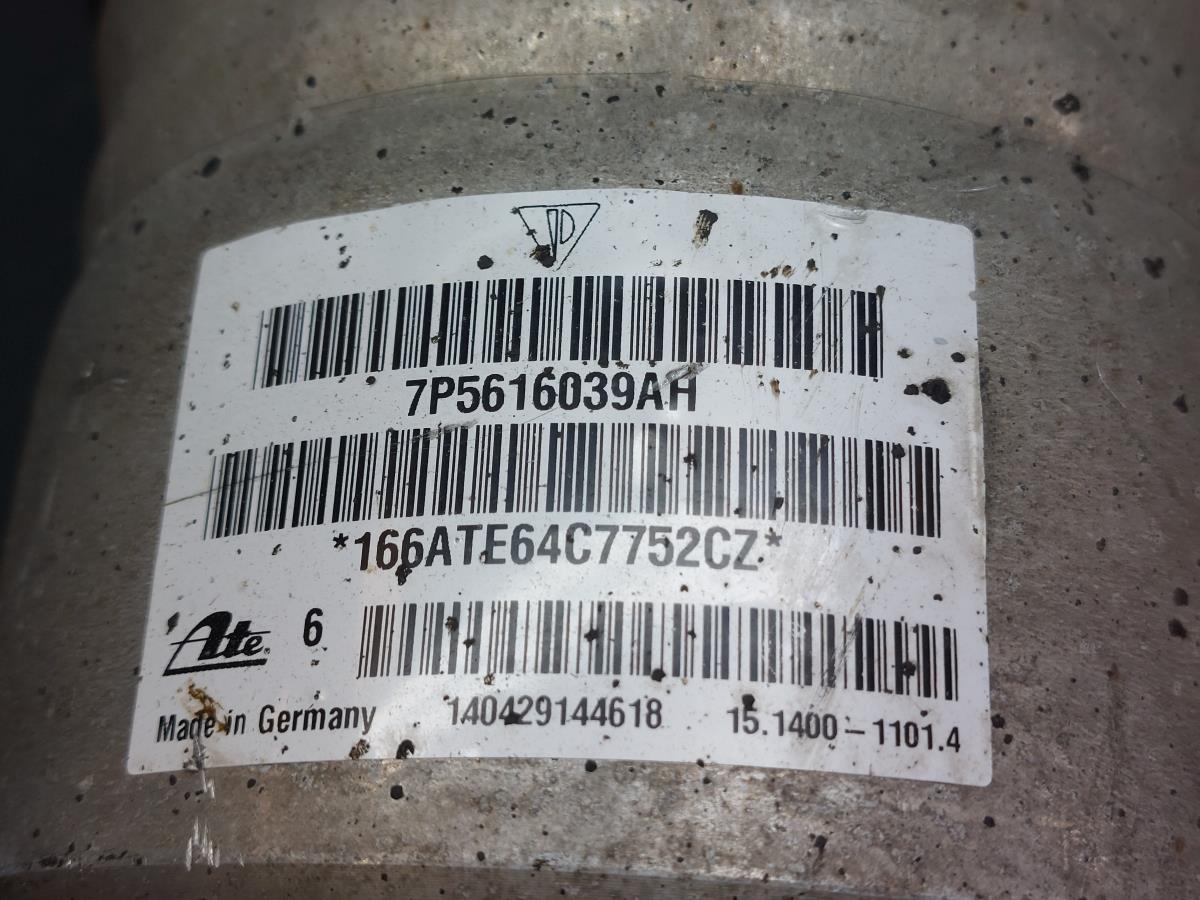 7P5616039AH
*166ATE64C7752CZ*
Ate 6
Made in Germany 140429144618 15.1400-1101.4